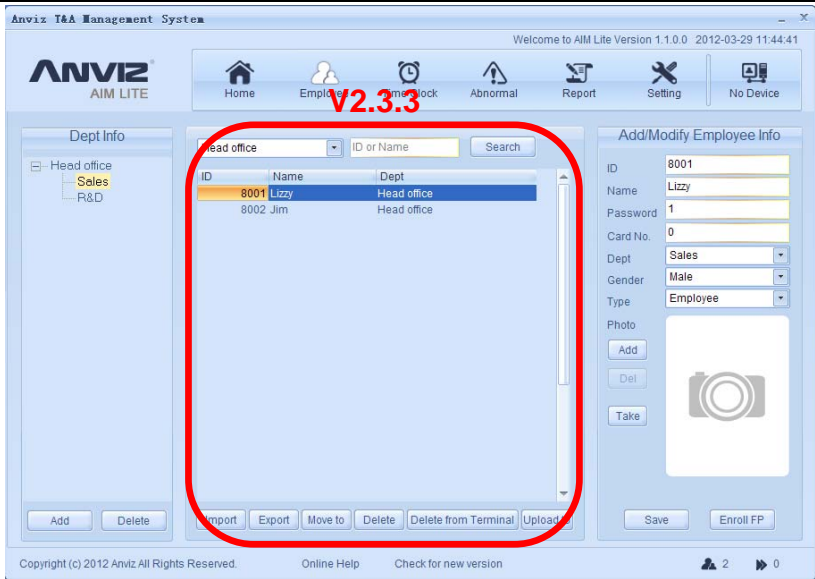 Anviz T&A Management System
Welcome to AIM Lite Version 1.1.0.0 2012-03-29 11:44:41
ANVIZ
AIM LITE
Home
Employee
Time Clock
Abnormal
Report
Setting
No Device
V2.3.3
Dept Info
Head office
Sales
R&D
Add
Delete
Head office
ID or Name
Search
ID Name Dept
8001 Lizzy Head office
8002 Jim Head office
Import
Export
Move to
Delete
Delete from Terminal
Add/Modify Employee Info
ID 8001
Name Lizzy
Password 1
Card No. 0
Dept Sales
Gender Male
Type Employee
Photo
Add
Del
Take
Save
Enroll FP
Copyright (c) 2012 Anviz All Rights Reserved.
Online Help
Check for new version
2
0